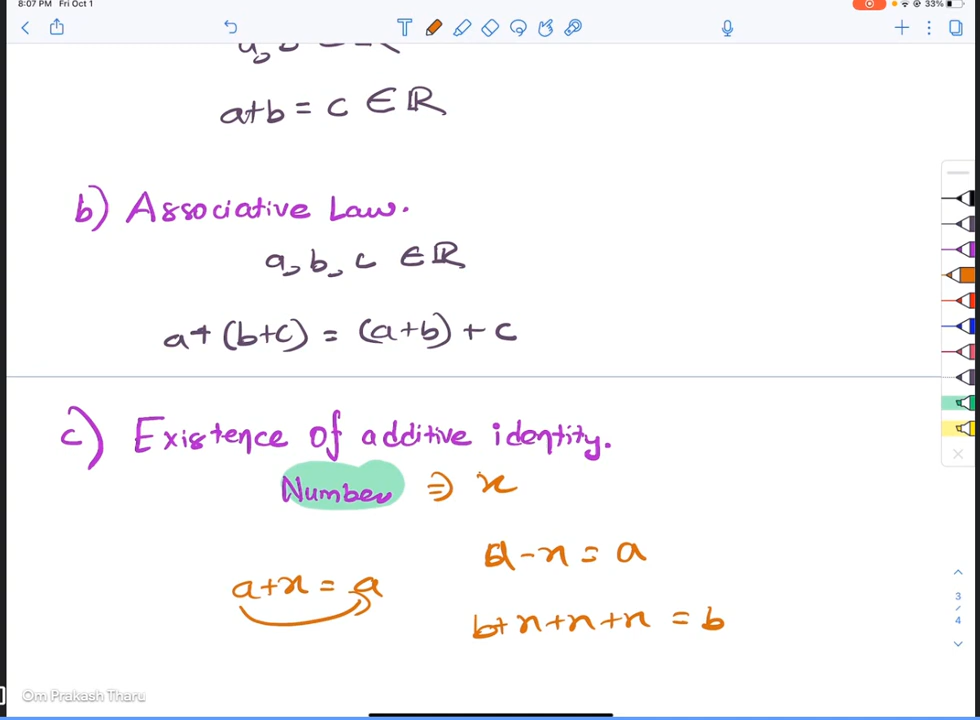 8:07 PM Fri Oct 1
33%
a+b = c ∈ ℝ
b) Associative Law.
a, b, c ∈ ℝ
a+ (b+c) = (a+b) + c
c) Existence of additive identity.
Number ⇒ x
a-x = a
a+x = a
b+x+x+x = b
3
/
4
Om Prakash Tharu